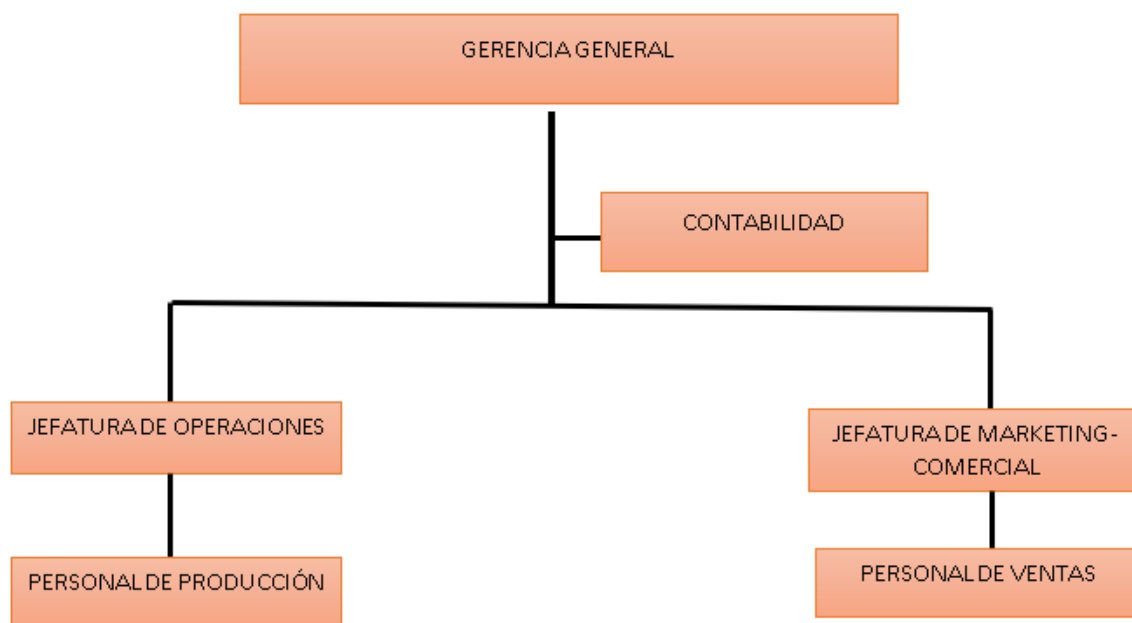 GERENCIA GENERAL
CONTABILIDAD
JEFATURA DE OPERACIONES
JEFATURA DE MARKETING-
COMERCIAL
PERSONAL DE PRODUCCIÓN
PERSONAL DE VENTAS